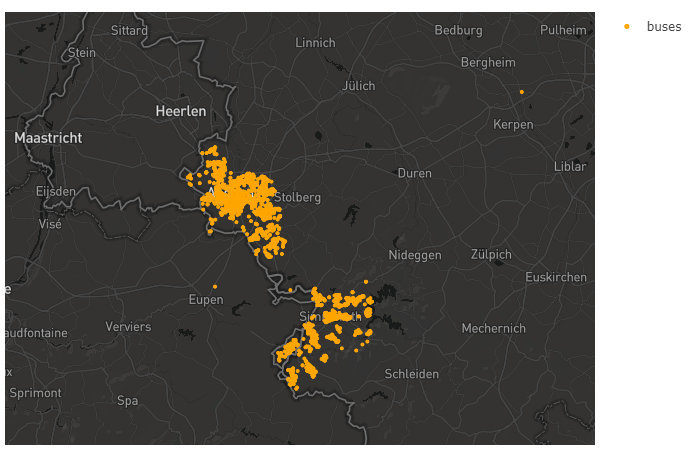 Sittard
Bedburg
Pulheim
Linnich
Stein
Bergheim
Jülich
Heerlen
Kerpen
Maastricht
Liblar
Duren
Eijsden
Stolberg
Visé
Nideggen
Zülpich
Euskirchen
e
Eupen
Verviers
Mechernich
audfontaine
Schleiden
Sprimont
Spa
buses